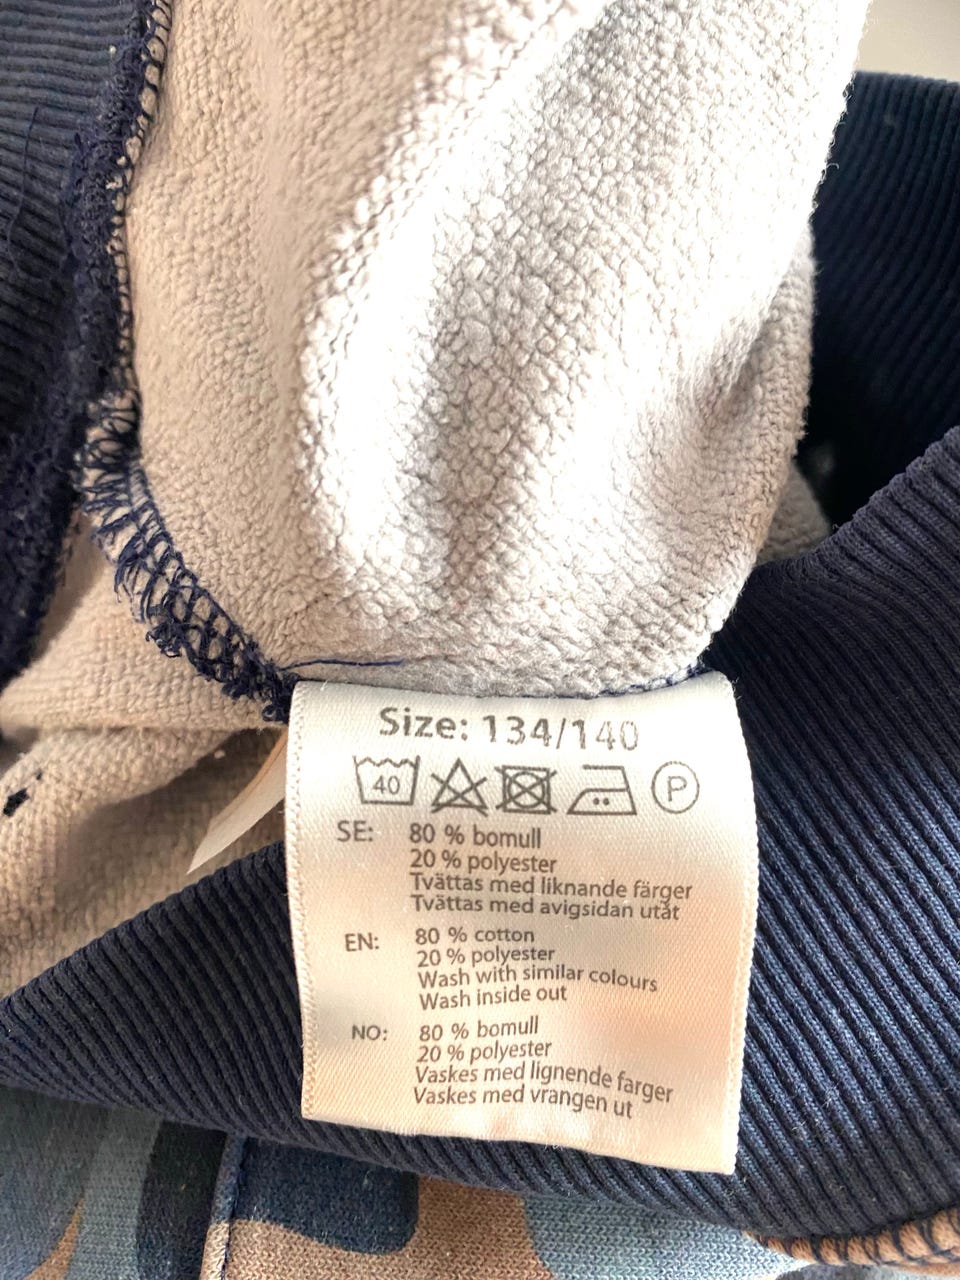 Size: 134/140
40 P
SE: 80 % bomull
20 % polyester
Tvättas med liknande färger
Tvättas med avigsidan utåt
EN: 80 % cotton
20 % polyester
Wash with similar colours
Wash inside out
NO: 80 % bomull
20 % polyester
Vaskes med lignende farger
Vaskes med vrangen ut